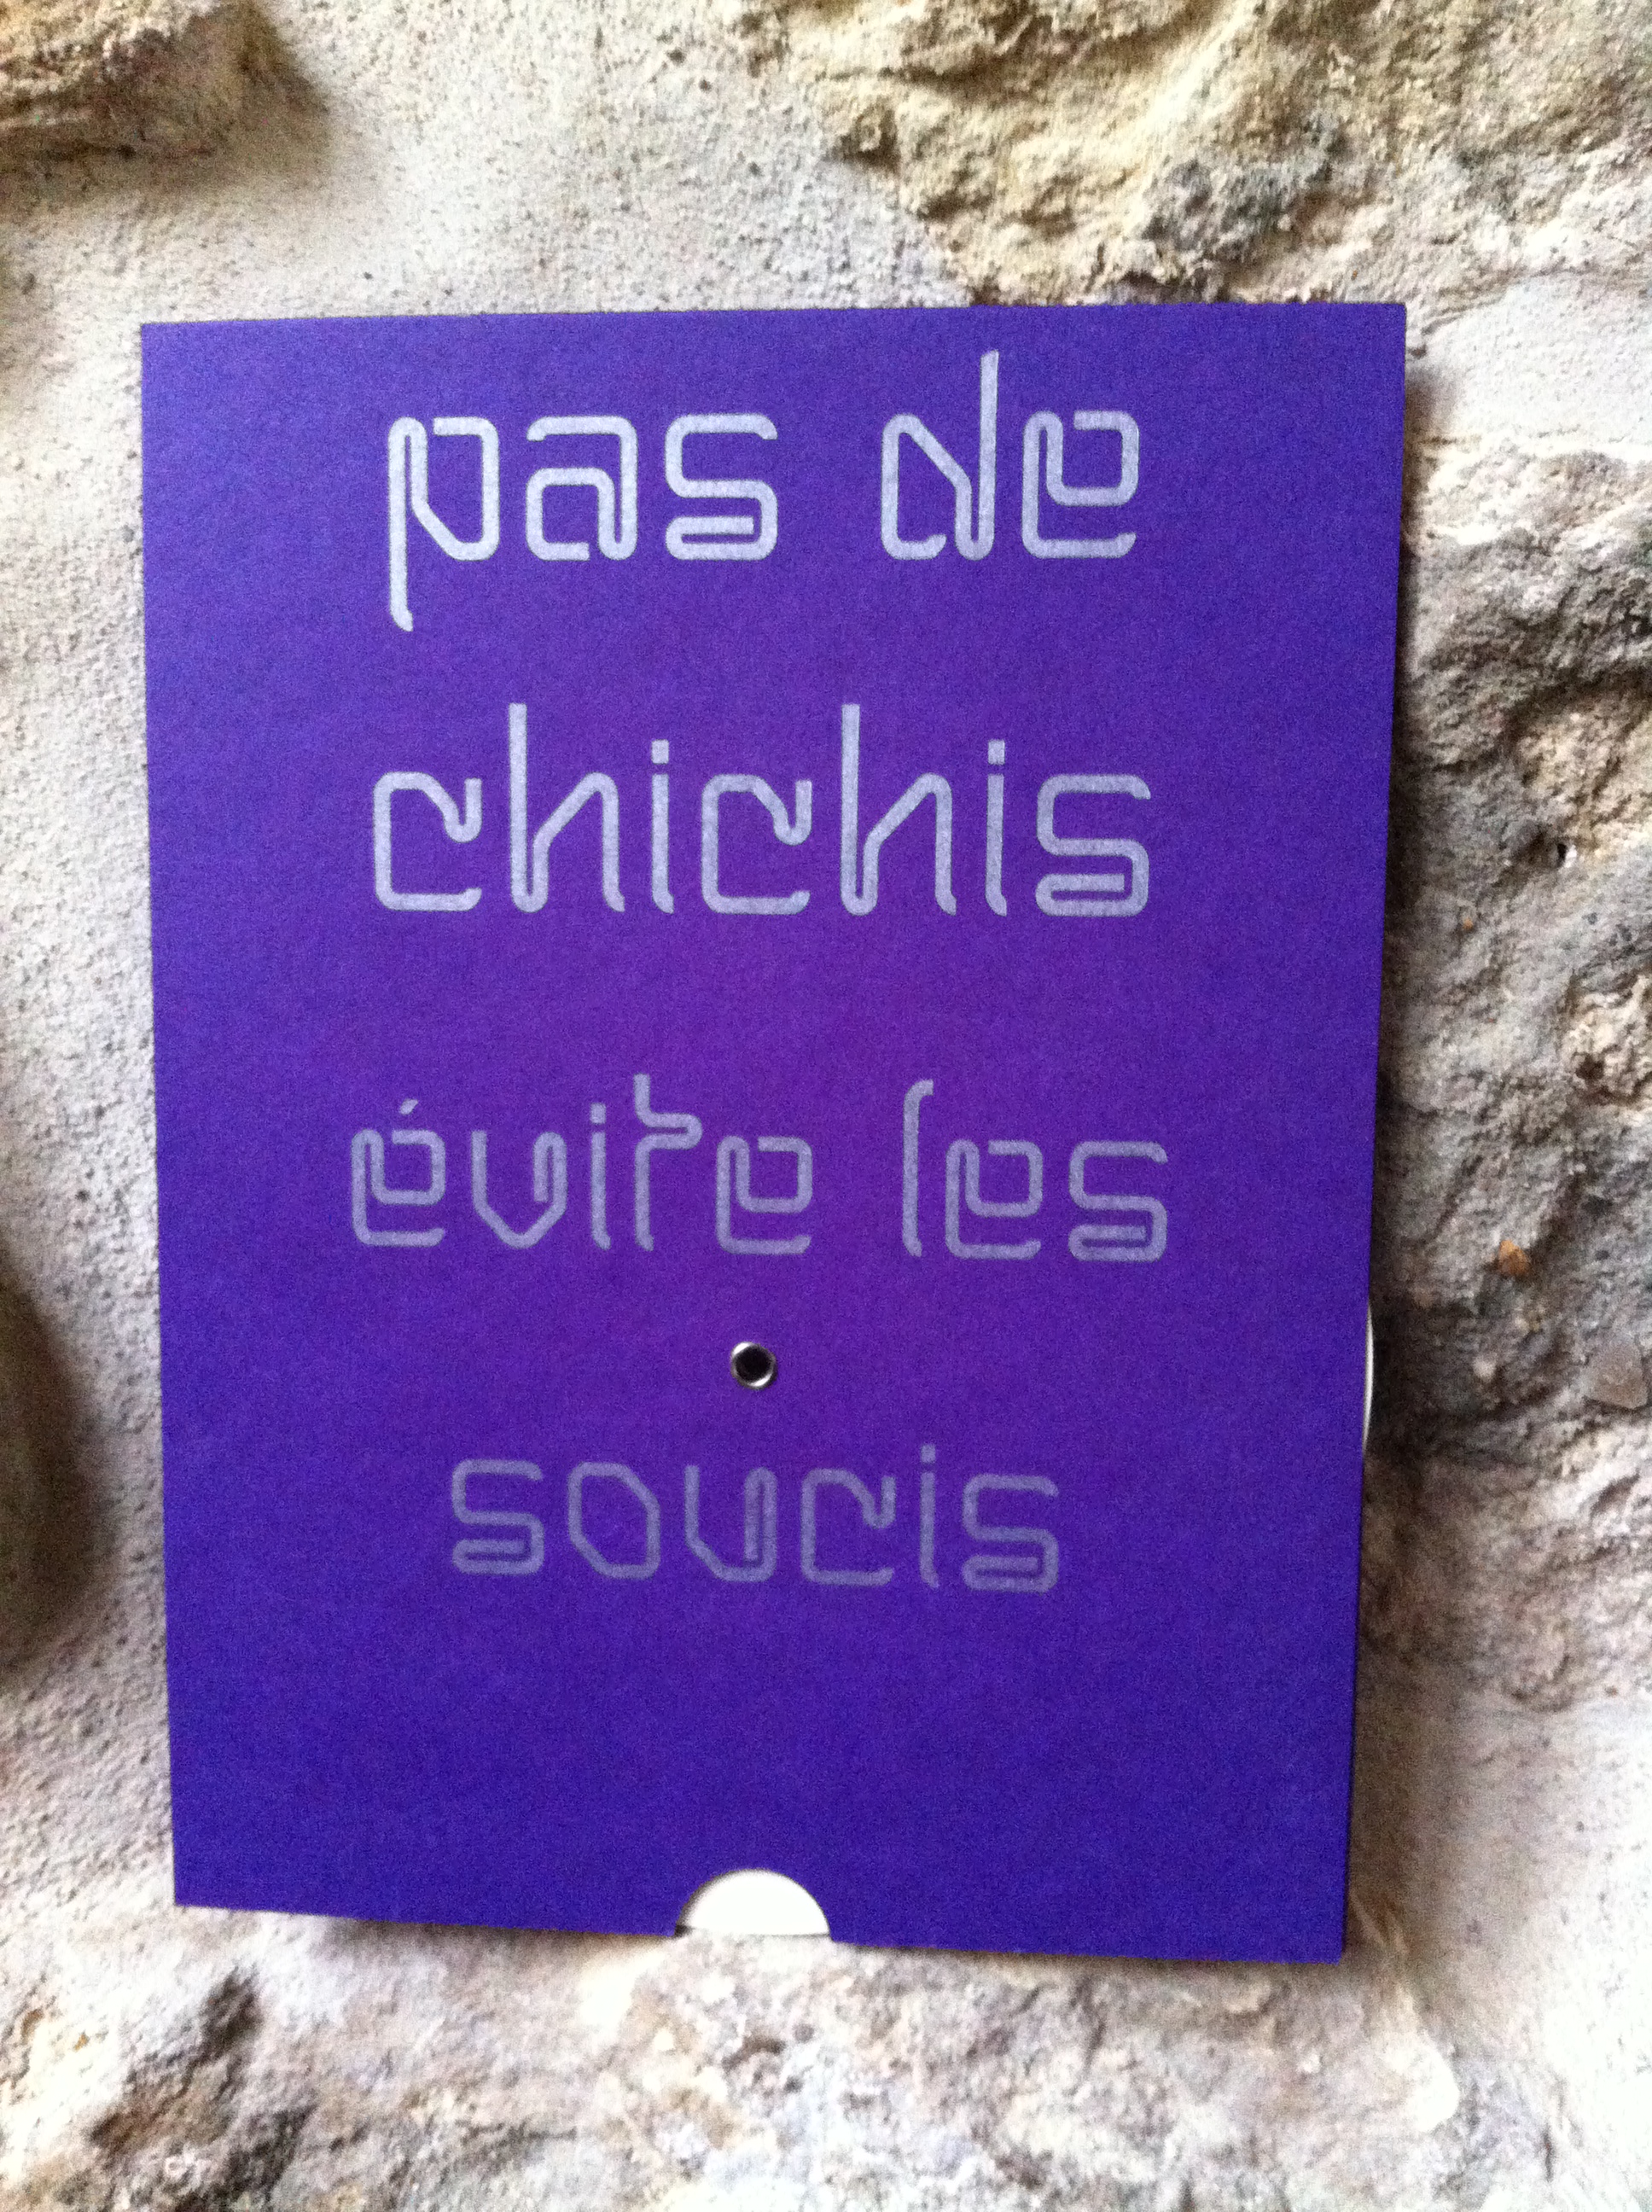 pas de
chichis
évite les
soucis